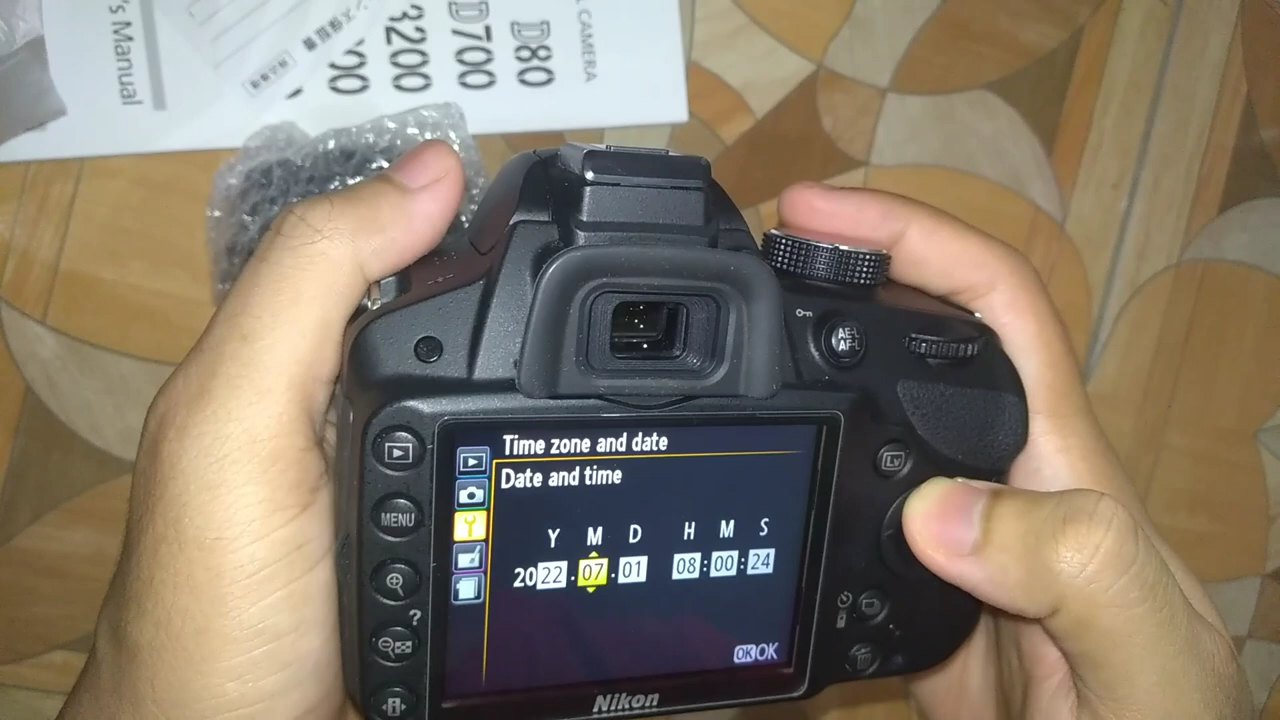 's Manual
3200
D700
D80
CAMERA
AE-L
AF-L
Lv
MENU
?
Time zone and date
Date and time
Y M D H M S
2022.07.01 08:00:24
OK OK
Nikon